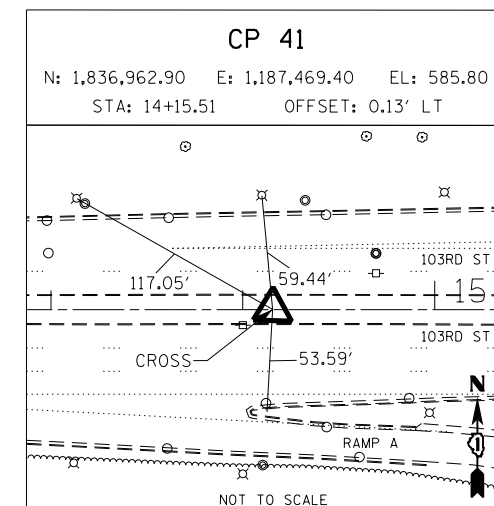 CP 41
N: 1,836,962.90 E: 1,187,469.40 EL: 585.80
STA: 14+15.51 OFFSET: 0.13' LT
103RD ST
117.05'
59.44'
15
103RD ST
CROSS
53.59'
N
RAMP A
NOT TO SCALE